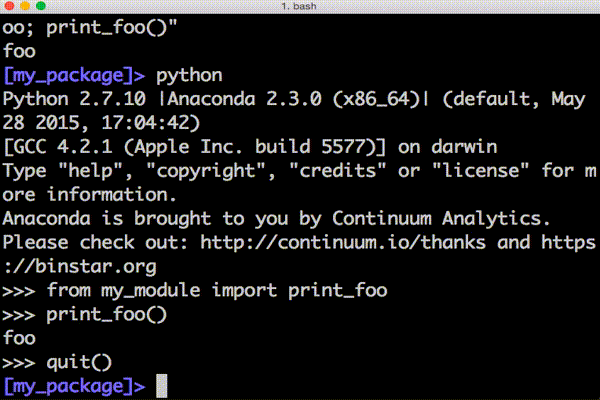 1. bash
oo; print_foo()"
foo
[my_package]> python
Python 2.7.10 |Anaconda 2.3.0 (x86_64)| (default, May
28 2015, 17:04:42)
[GCC 4.2.1 (Apple Inc. build 5577)] on darwin
Type "help", "copyright", "credits" or "license" for m
ore information.
Anaconda is brought to you by Continuum Analytics.
Please check out: http://continuum.io/thanks and https
://binstar.org
>>> from my_module import print_foo
>>> print_foo()
foo
>>> quit()
[my_package]>